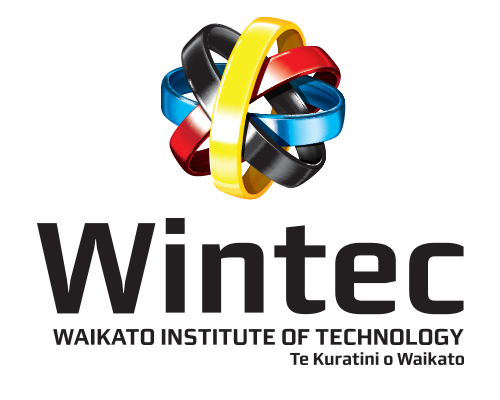 Wintec
WAIKATO INSTITUTE OF TECHNOLOGY
Te Kuratini o Waikato